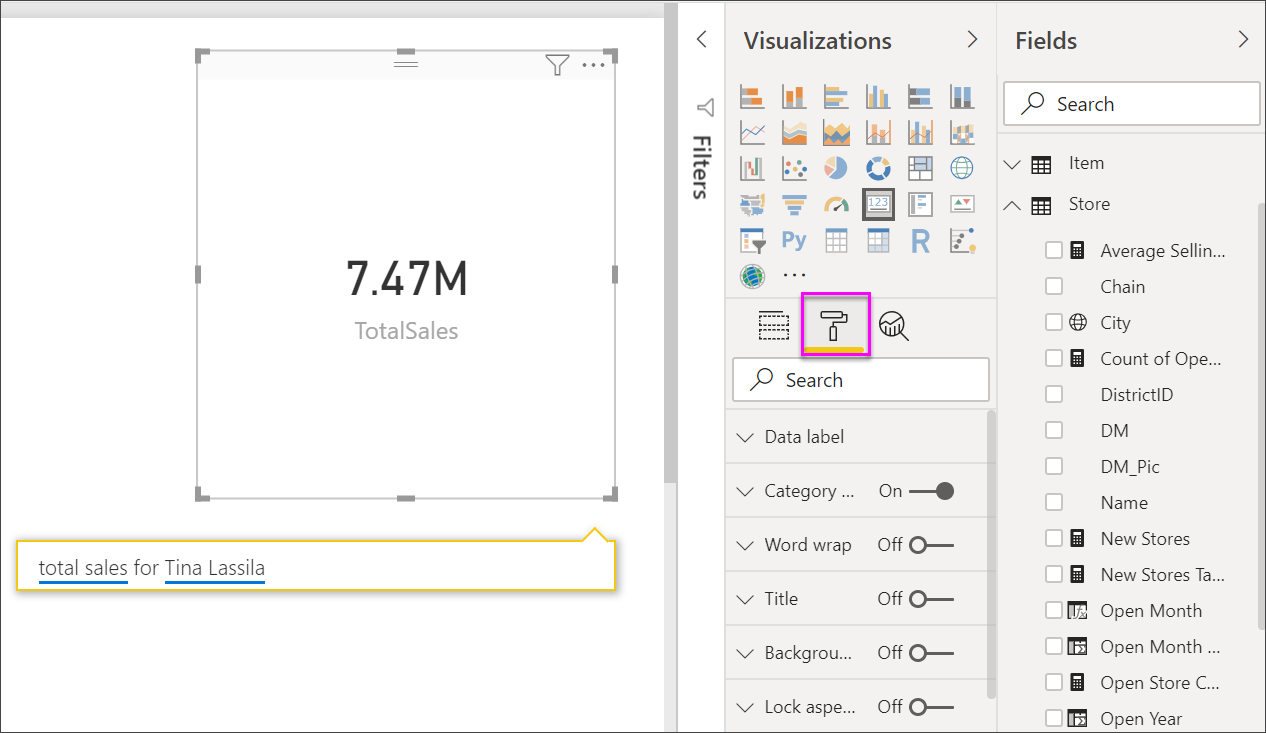 7.47M
TotalSales
total sales for Tina Lassila
Filters
Visualizations
123
Py
R
Search
Data label
Category ... On
Word wrap Off
Title Off
Backgrou... Off
Lock aspe... Off
Fields
Search
Item
Store
Average Sellin...
Chain
City
Count of Ope...
DistrictID
DM
DM_Pic
Name
New Stores
New Stores Ta...
Open Month
Open Month ...
Open Store C...
Open Year